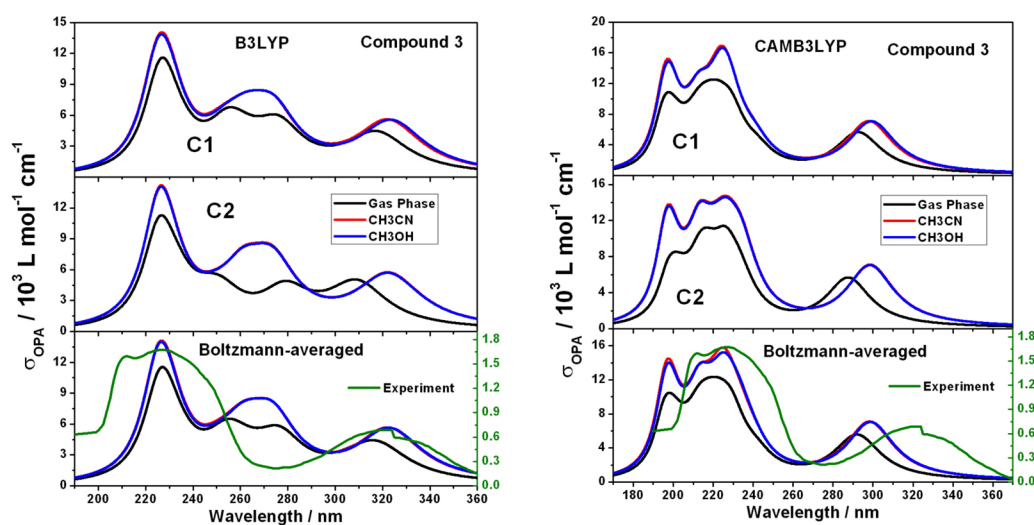 B3LYP
Compound 3
C1
C2
Gas Phase
CH3CN
CH3OH
Boltzmann-averaged
Experiment
15
12
9
6
3
12
9
6
3
0
12
9
6
3
0
1.8
1.5
1.2
0.9
0.6
0.3
0.0
200 220 240 260 280 300 320 340 360
Wavelength / nm
σOPA / 10³ L mol⁻¹ cm⁻¹
CAMB3LYP
Compound 3
C1
C2
Gas Phase
CH3CN
CH3OH
Boltzmann-averaged
Experiment
20
16
12
8
4
16
12
8
4
0
16
12
8
4
0
1.8
1.5
1.2
0.9
0.6
0.3
0.0
180 200 220 240 260 280 300 320 340 360
Wavelength / nm
σOPA / 10³ L mol⁻¹ cm⁻¹